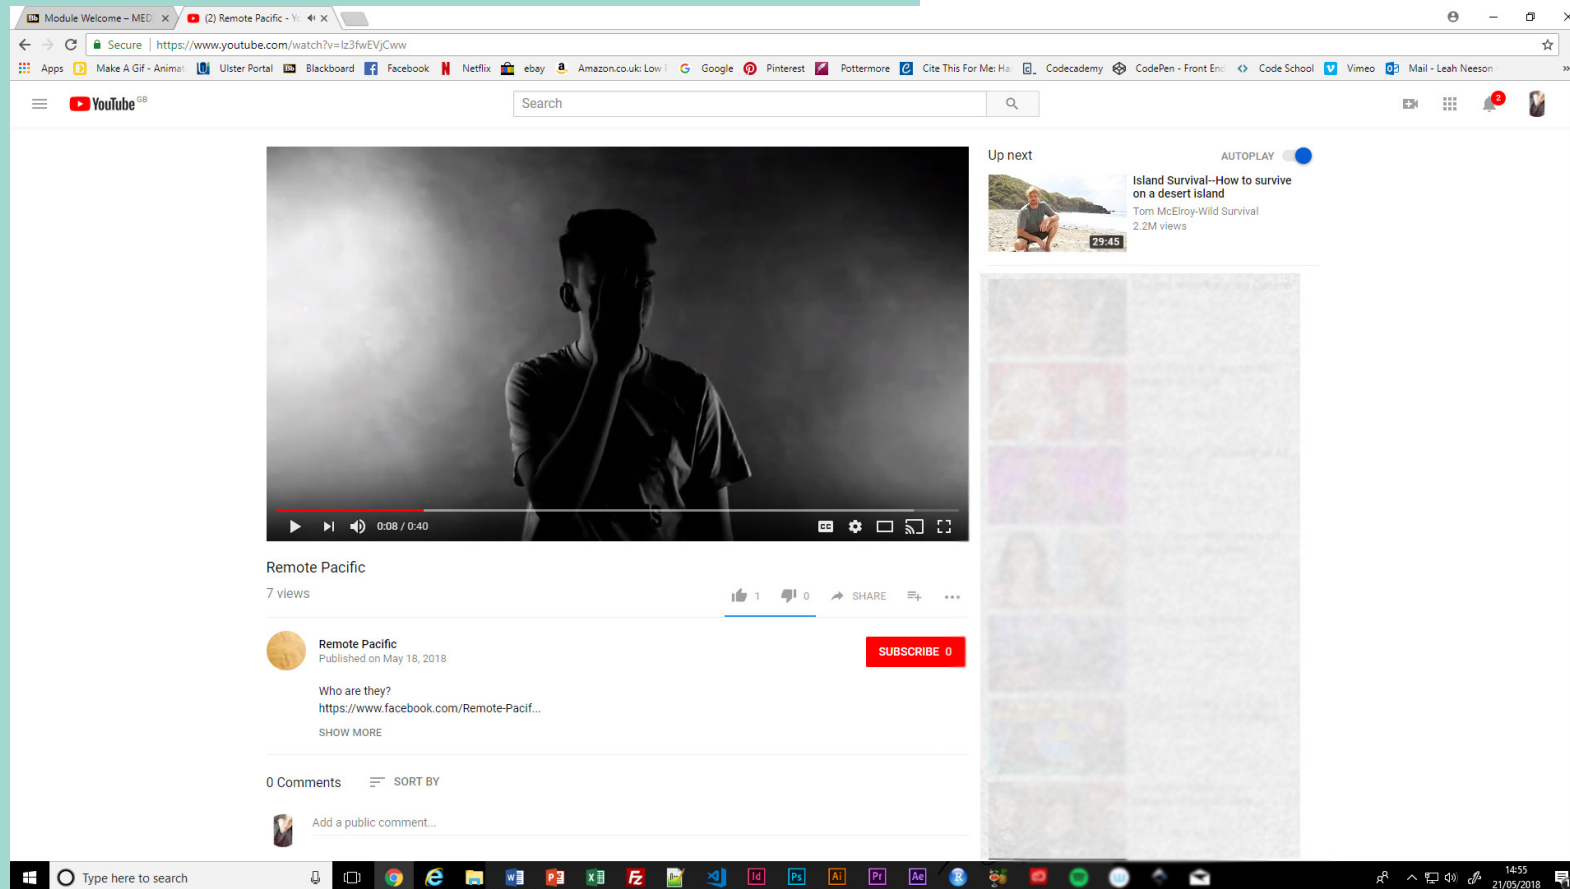 Module Welcome – MED
(2) Remote Pacific - Yo
Secure
https://www.youtube.com/watch?v=Iz3fwEVjCww
Apps
Make A Gif - Animat
Ulster Portal
Blackboard
Facebook
Netflix
ebay
Amazon.co.uk: Low
Google
Pinterest
Pottermore
Cite This For Me: Ha
Codecademy
CodePen - Front End
Code School
Vimeo
Mail - Leah Neeson
YouTube GB
Search
2
Up next
AUTOPLAY
Island Survival--How to survive
on a desert island
Tom McElroy-Wild Survival
2.2M views
29:45
0:08 / 0:40
Remote Pacific
7 views
1
0
SHARE
Remote Pacific
Published on May 18, 2018
SUBSCRIBE 0
Who are they?
https://www.facebook.com/Remote-Pacif...
SHOW MORE
0 Comments
SORT BY
Add a public comment...
Type here to search
14:55
21/05/2018